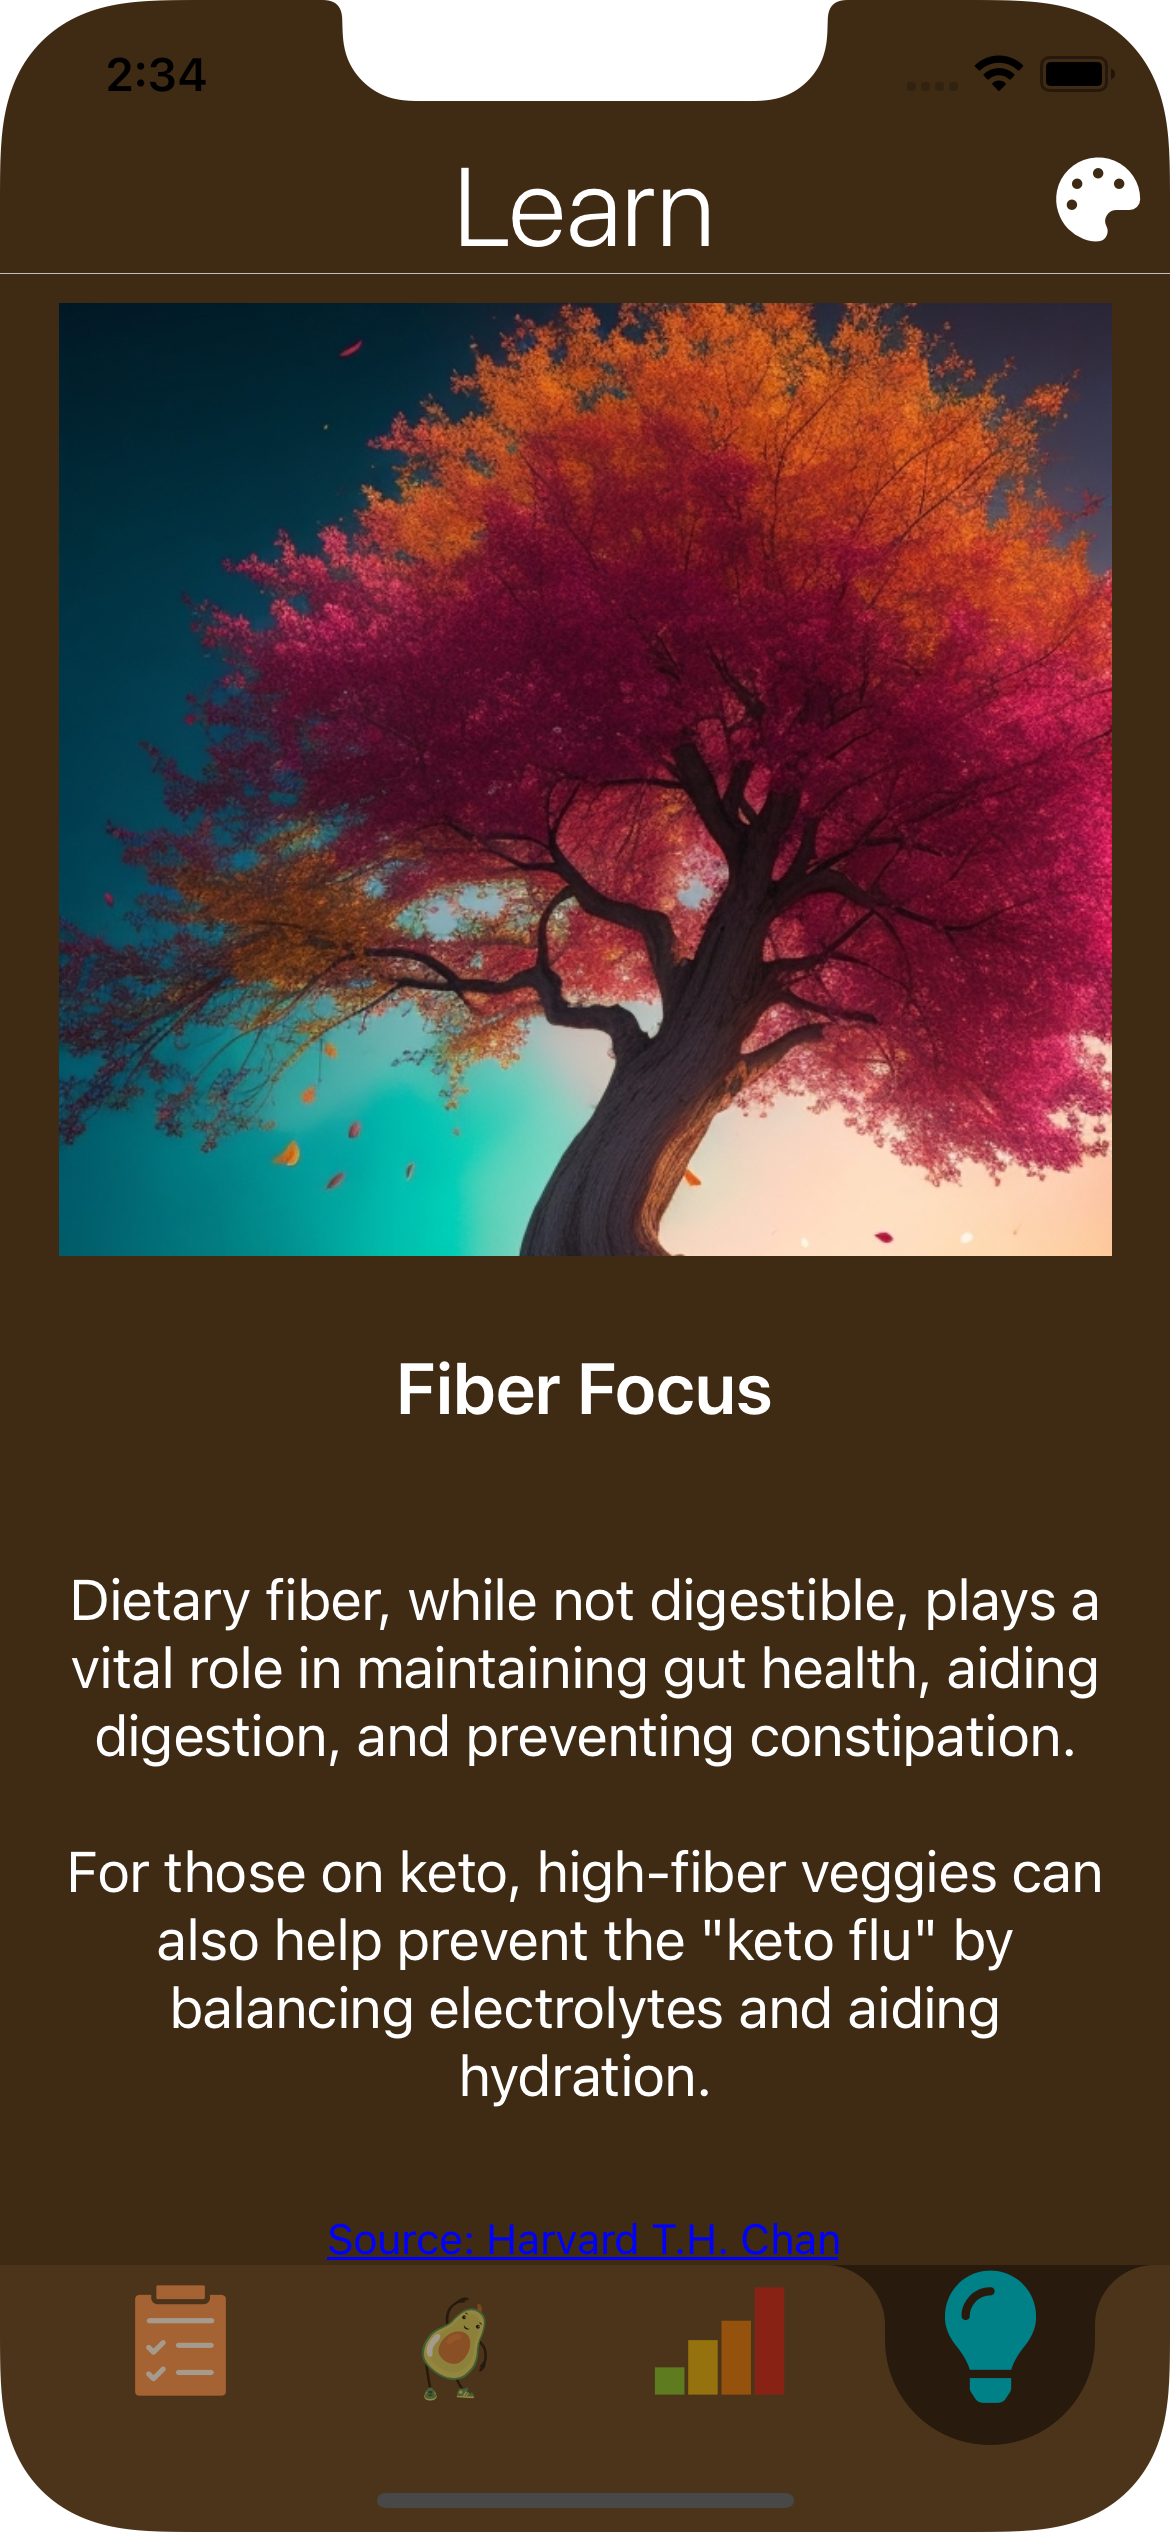 2:34
Learn
Fiber Focus
Dietary fiber, while not digestible, plays a
vital role in maintaining gut health, aiding
digestion, and preventing constipation.
For those on keto, high-fiber veggies can
also help prevent the "keto flu" by
balancing electrolytes and aiding
hydration.
Source: Harvard T.H. Chan